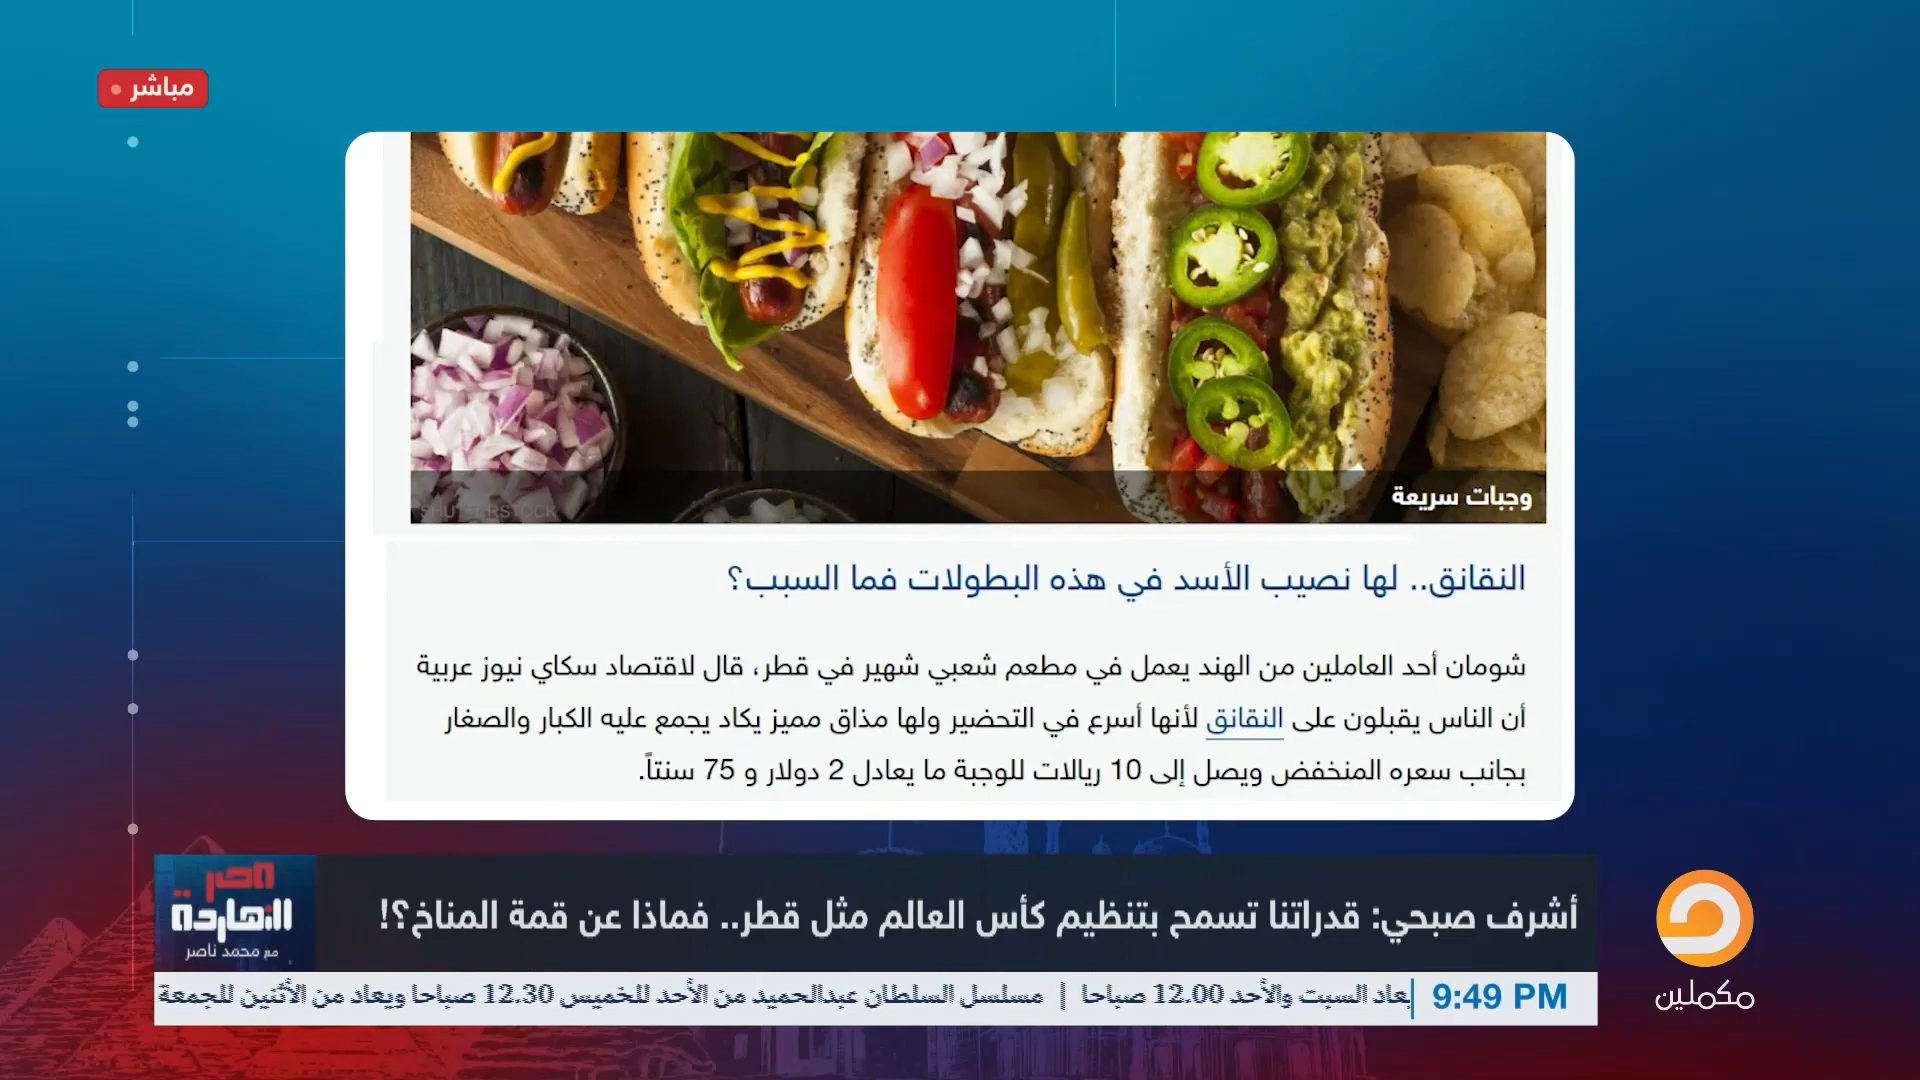 مباشر
SHUTTERSTOCK
وجبات سريعة
النقانق.. لها نصيب الأسد في هذه البطولات فما السبب؟
شومان أحد العاملين من الهند يعمل في مطعم شعبي شهير في قطر، قال لاقتصاد سكاي نيوز عربية
أن الناس يقبلون على النقانق لأنها أسرع في التحضير ولها مذاق مميز يكاد يجمع عليه الكبار والصغار
بجانب سعره المنخفض ويصل إلى 10 ريالات للوجبة ما يعادل 2 دولار و 75 سنتاً.
مصر
النهاردة
مع محمد ناصر
أشرف صبحي: قدراتنا تسمح بتنظيم كأس العالم مثل قطر.. فماذا عن قمة المناخ؟!
9:49 PM
يعاد السبت والأحد 12.00 صباحا | مسلسل السلطان عبدالحميد من الأحد للخميس 12.30 صباحا ويعاد من الأثنين للجمعة
مكملين